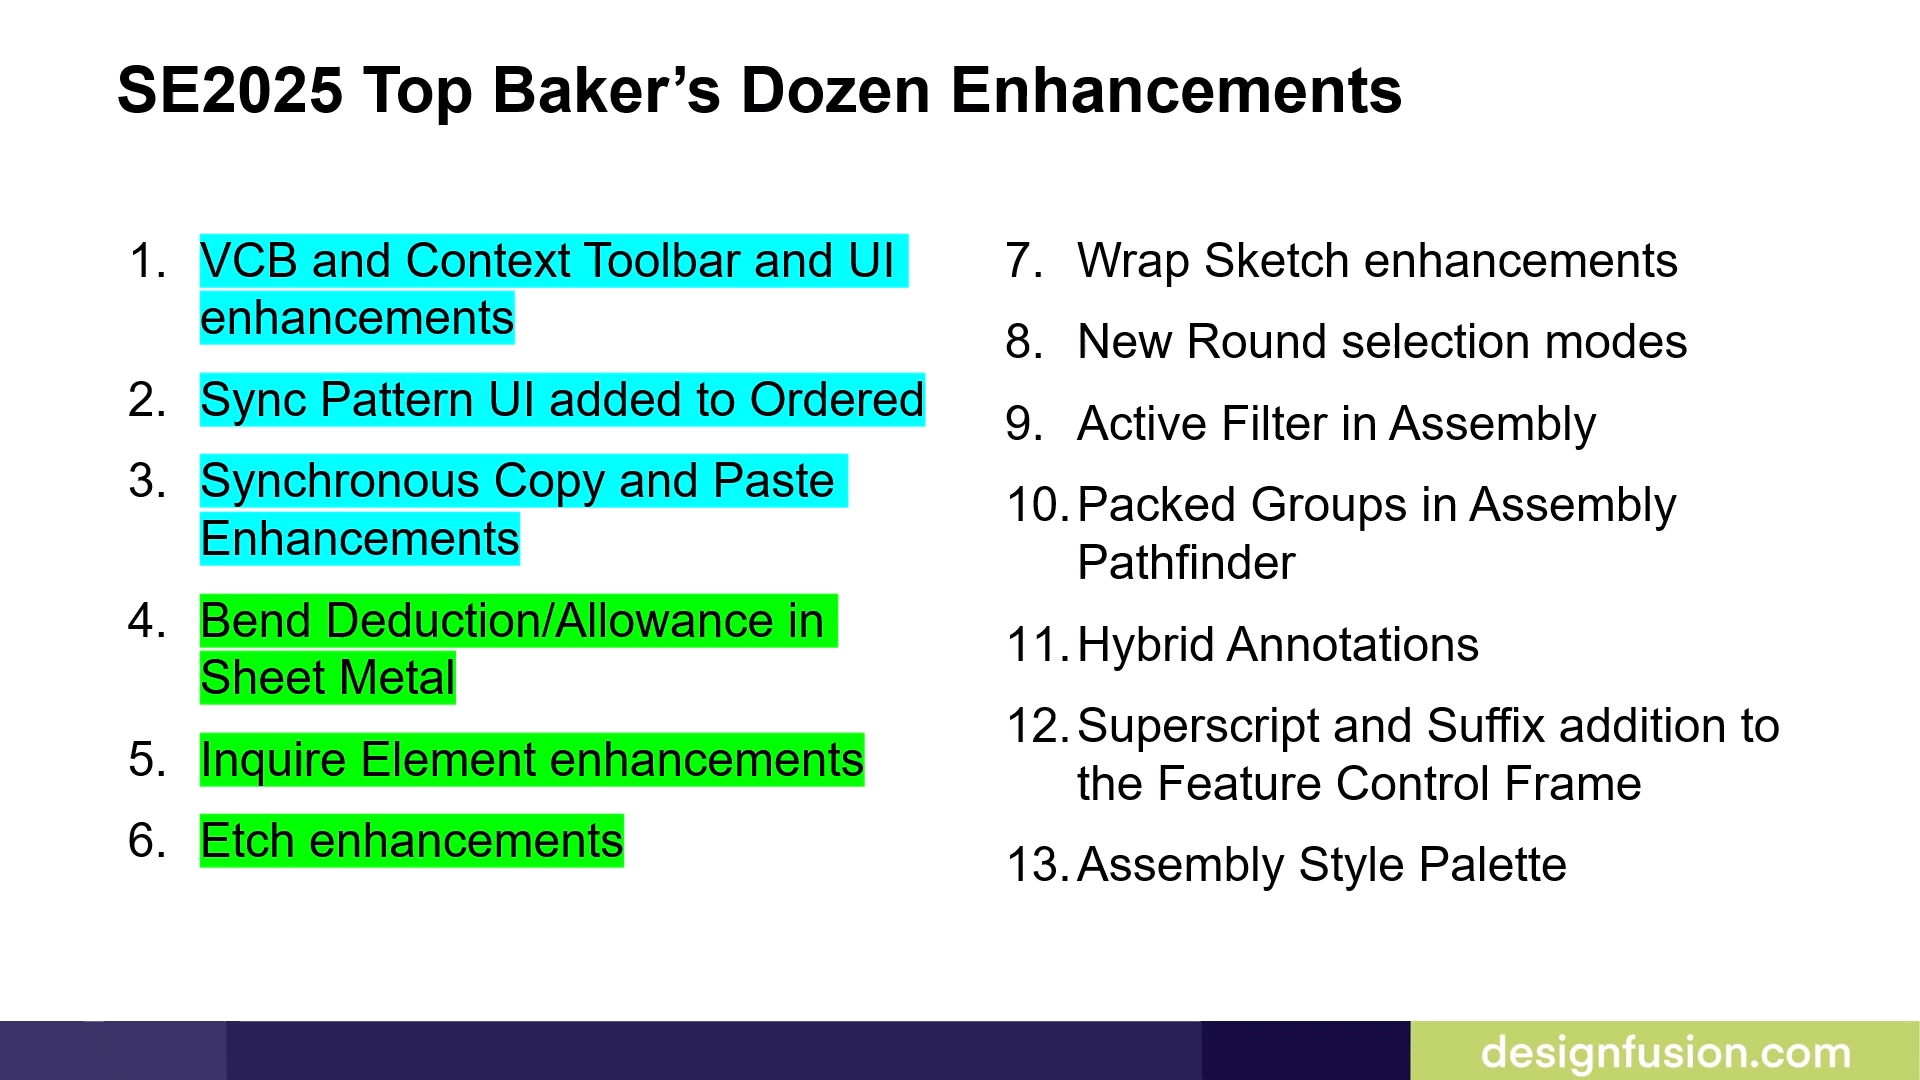 SE2025 Top Baker’s Dozen Enhancements
1. VCB and Context Toolbar and UI
enhancements
2. Sync Pattern UI added to Ordered
3. Synchronous Copy and Paste
Enhancements
4. Bend Deduction/Allowance in
Sheet Metal
5. Inquire Element enhancements
6. Etch enhancements
7. Wrap Sketch enhancements
8. New Round selection modes
9. Active Filter in Assembly
10. Packed Groups in Assembly
Pathfinder
11. Hybrid Annotations
12. Superscript and Suffix addition to
the Feature Control Frame
13. Assembly Style Palette
designfusion.com